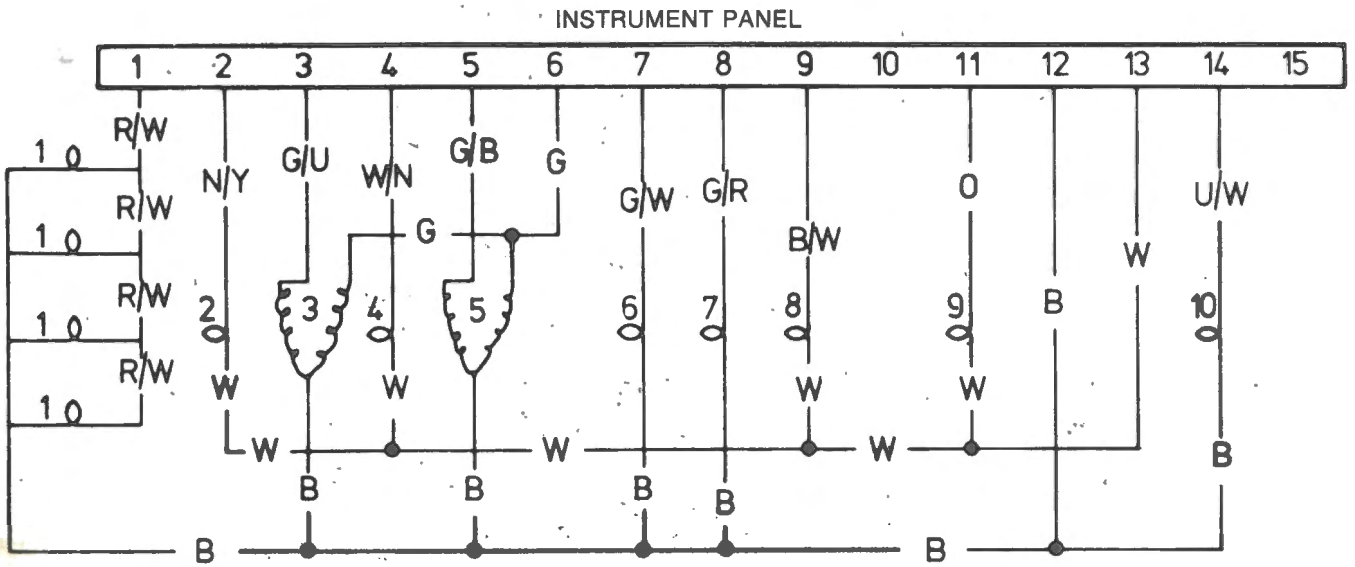 INSTRUMENT PANEL
1 2 3 4 5 6 7 8 9 10 11 12 13 14 15
R/W G/U G/B
1 N/Y W/N G
R/W G/W G/R O U/W
1 G B/W W
R/W 2 3 4 5 6 7 8 9 B 10
1
R/W W W W W
1
W W W B
B B B B
B B